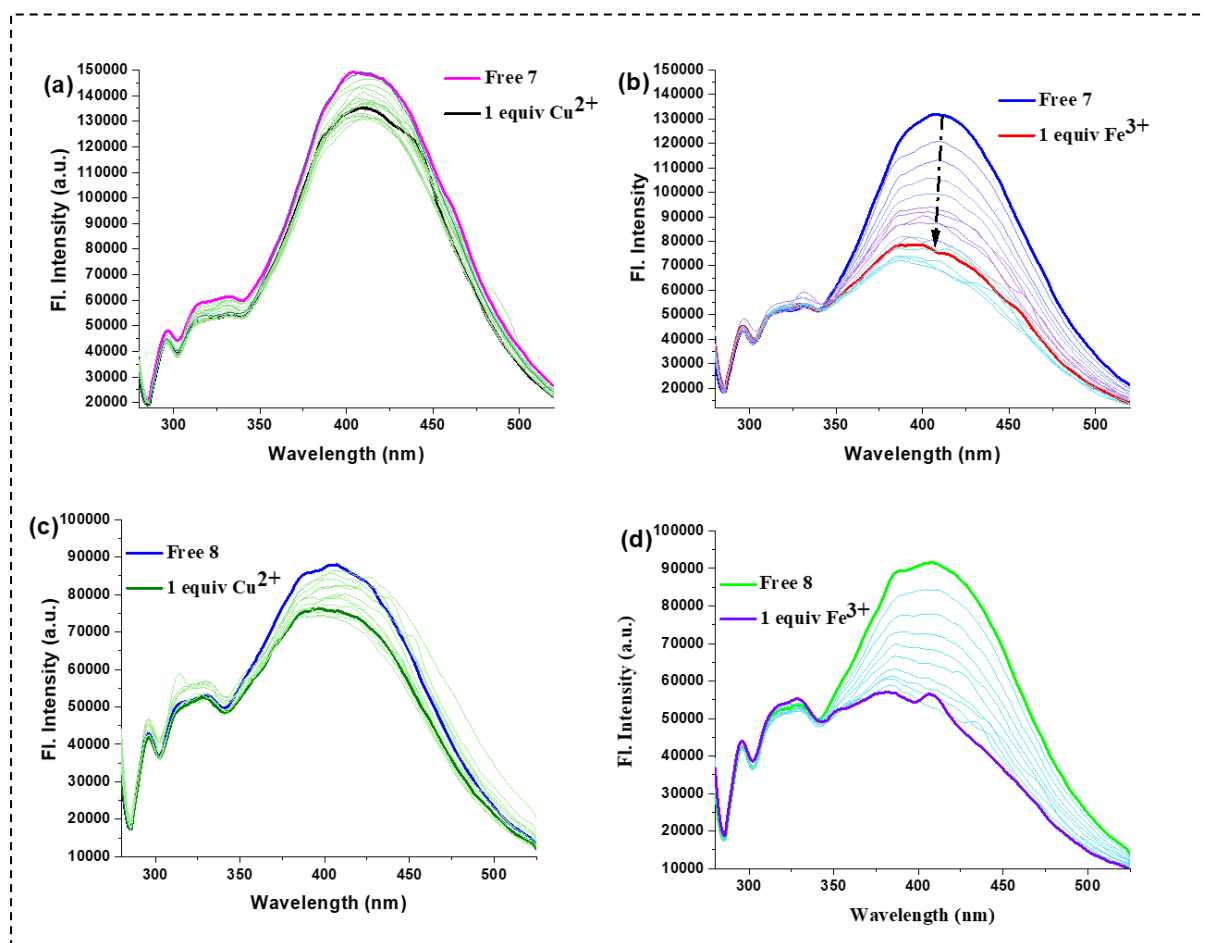 (a)
Free 7
1 equiv Cu2+
150000
140000
130000
120000
110000
100000
90000
80000
70000
60000
50000
40000
30000
20000
Fl. Intensity (a.u.)
300 350 400 450 500
Wavelength (nm)
(b)
Free 7
1 equiv Fe3+
150000
140000
130000
120000
110000
100000
90000
80000
70000
60000
50000
40000
30000
20000
Fl. Intensity
300 350 400 450 500
Wavelength (nm)
(c)
Free 8
1 equiv Cu2+
100000
90000
80000
70000
60000
50000
40000
30000
20000
10000
Fl. Intensity (a.u.)
300 350 400 450 500
Wavelength (nm)
(d)
Free 8
1 equiv Fe3+
100000
90000
80000
70000
60000
50000
40000
30000
20000
10000
Fl. Intensity (a.u.)
300 350 400 450 500
Wavelength (nm)